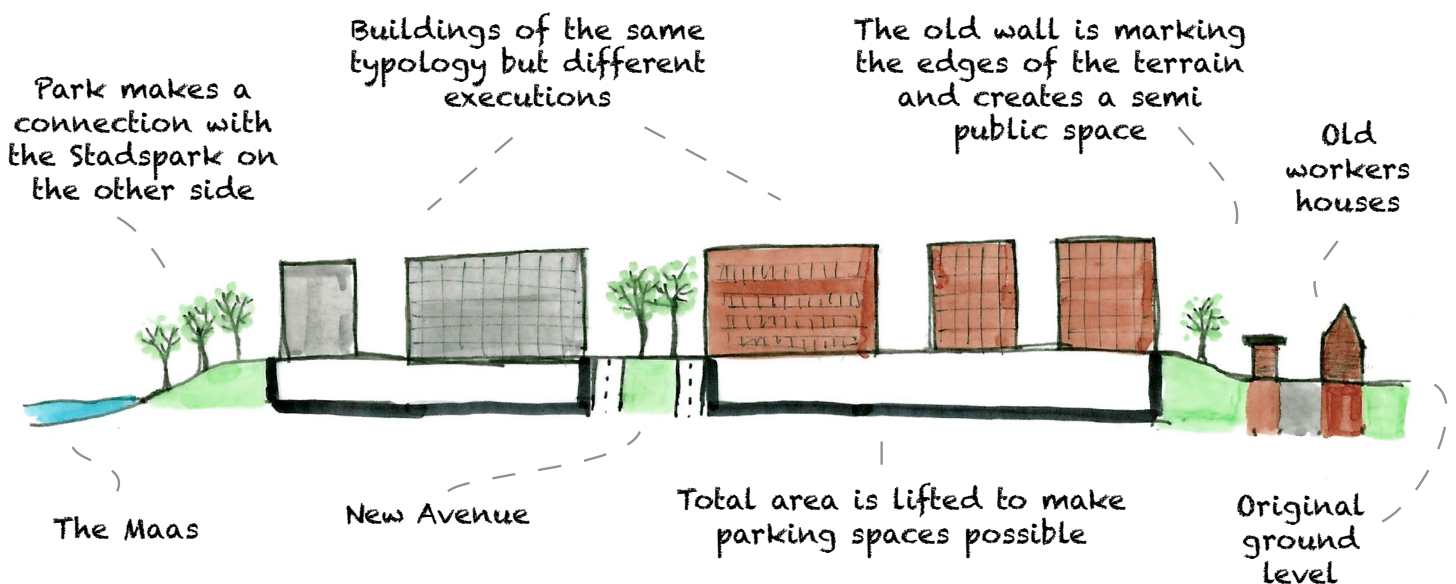 Park makes a
connection with
the Stadspark on
the other side
Buildings of the same
typology but different
executions
The old wall is marking
the edges of the terrain
and creates a semi
public space
Old
workers
houses
The Maas
New Avenue
Total area is lifted to make
parking spaces possible
Original
ground
level